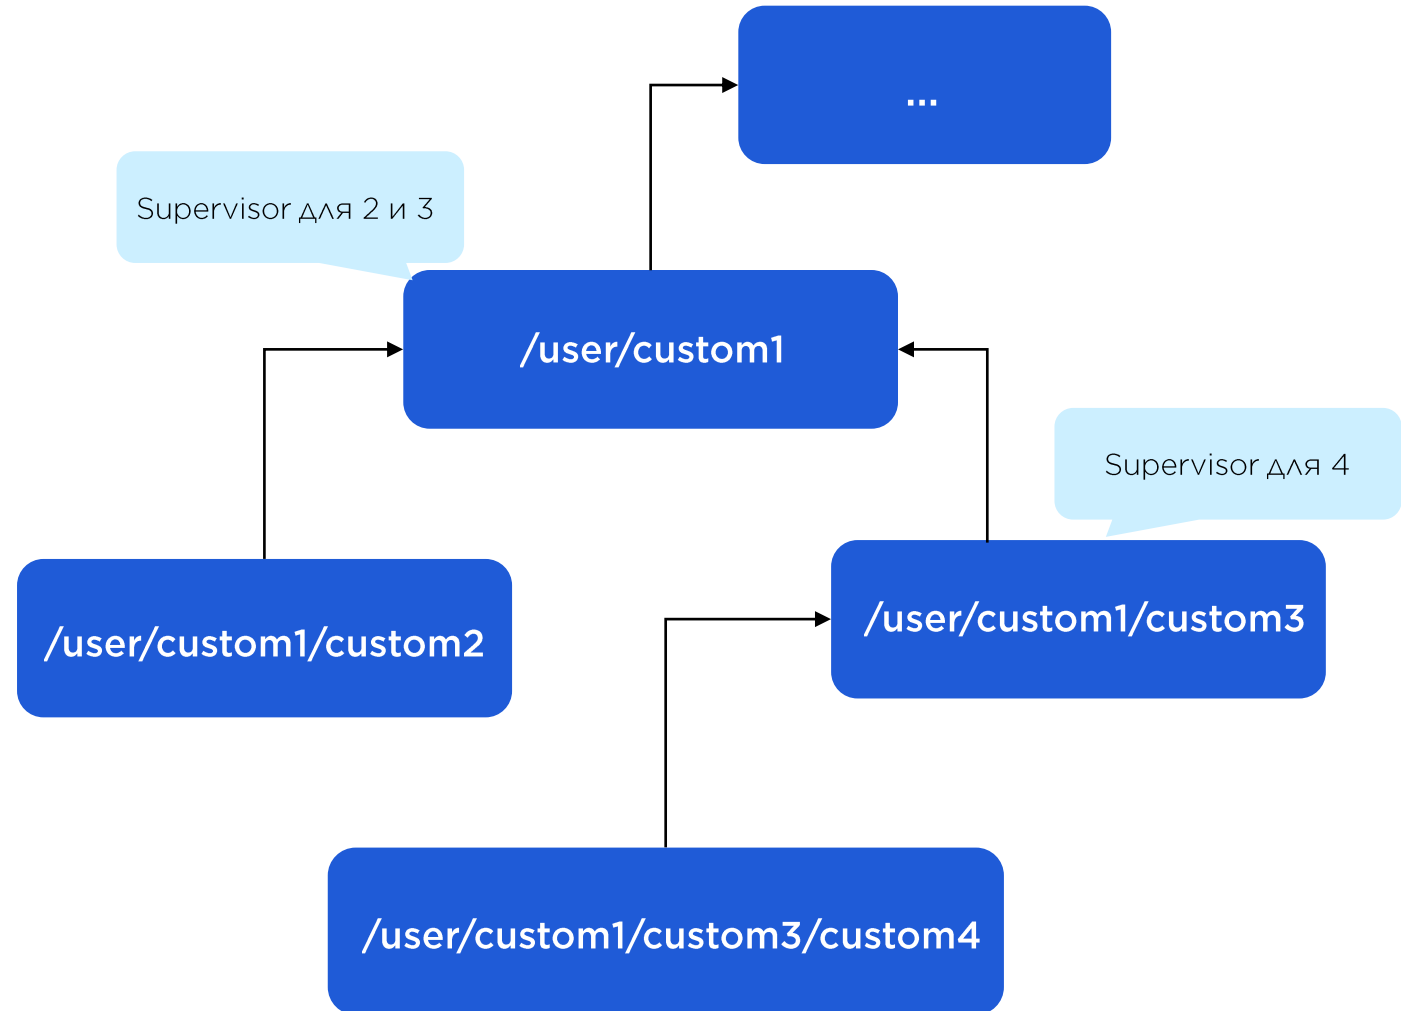 ...
Supervisor для 2 и 3
/user/custom1
Supervisor для 4
/user/custom1/custom2
/user/custom1/custom3
/user/custom1/custom3/custom4